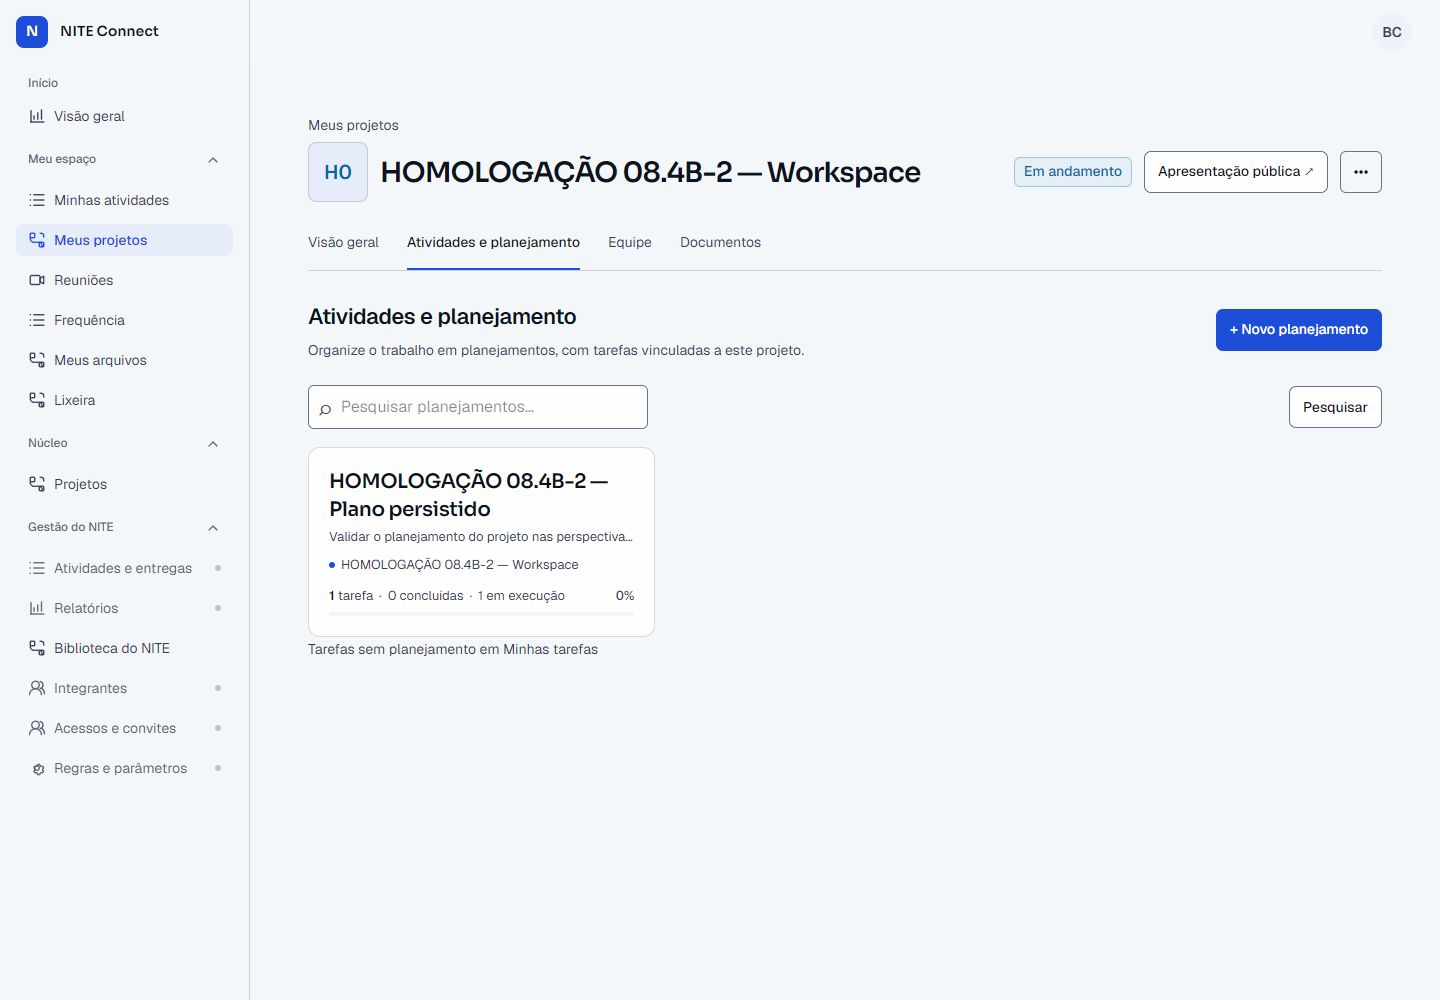 N NITE Connect
BC
Início
Visão geral
Meu espaço
Minhas atividades
Meus projetos
Reuniões
Frequência
Meus arquivos
Lixeira
Núcleo
Projetos
Gestão do NITE
Atividades e entregas
Relatórios
Biblioteca do NITE
Integrantes
Acessos e convites
Regras e parâmetros
Meus projetos
HO HOMOLOGAÇÃO 08.4B-2 — Workspace
Em andamento
Apresentação pública ↗
•••
Visão geral Atividades e planejamento Equipe Documentos
Atividades e planejamento
Organize o trabalho em planejamentos, com tarefas vinculadas a este projeto.
+ Novo planejamento
Pesquisar planejamentos...
Pesquisar
HOMOLOGAÇÃO 08.4B-2 —
Plano persistido
Validar o planejamento do projeto nas perspectiva...
HOMOLOGAÇÃO 08.4B-2 — Workspace
1 tarefa · 0 concluídas · 1 em execução 0%
Tarefas sem planejamento em Minhas tarefas